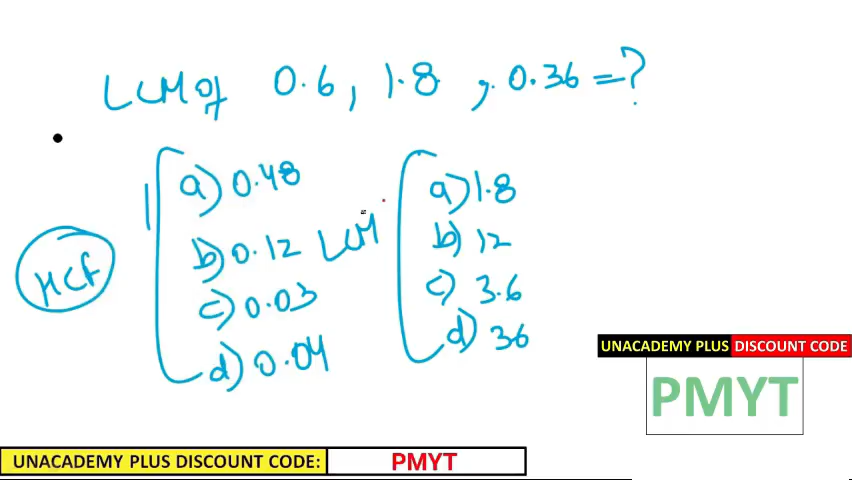 LCM of 0.6, 1.8, 0.36 = ?
HCF
a) 0.48
b) 0.12
c) 0.03
d) 0.04
LCM
a) 1.8
b) 12
c) 3.6
d) 36
UNACADEMY PLUS DISCOUNT CODE
PMYT
UNACADEMY PLUS DISCOUNT CODE: PMYT